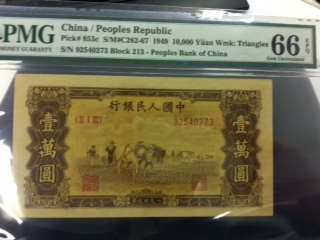 PMG
MONEY GUARANTY
China / Peoples Republic
Pick# 853c S/M#C282-67 1949 10,000 Yüan Wmk: Triangles
S/N 92540273 Block 213 - Peoples Bank of China
66 EPQ
Gem Uncirculated
行銀民人國中
92540273
壹萬圓
壹萬圓